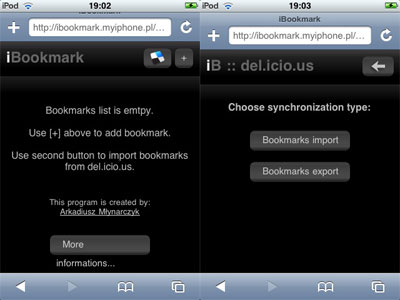 iPod 19:02
iBookmark
http://ibookmark.myiphone.pl/...
iBookmark
+
Bookmarks list is emtpy.
Use [+] above to add bookmark.
Use second button to import bookmarks
from del.icio.us.
This program is created by:
Arkadiusz Młynarczyk
More
informations...
iPod 19:03
iBookmark
http://ibookmark.myiphone.pl/...
iB :: del.icio.us
Choose synchronization type:
Bookmarks import
Bookmarks export